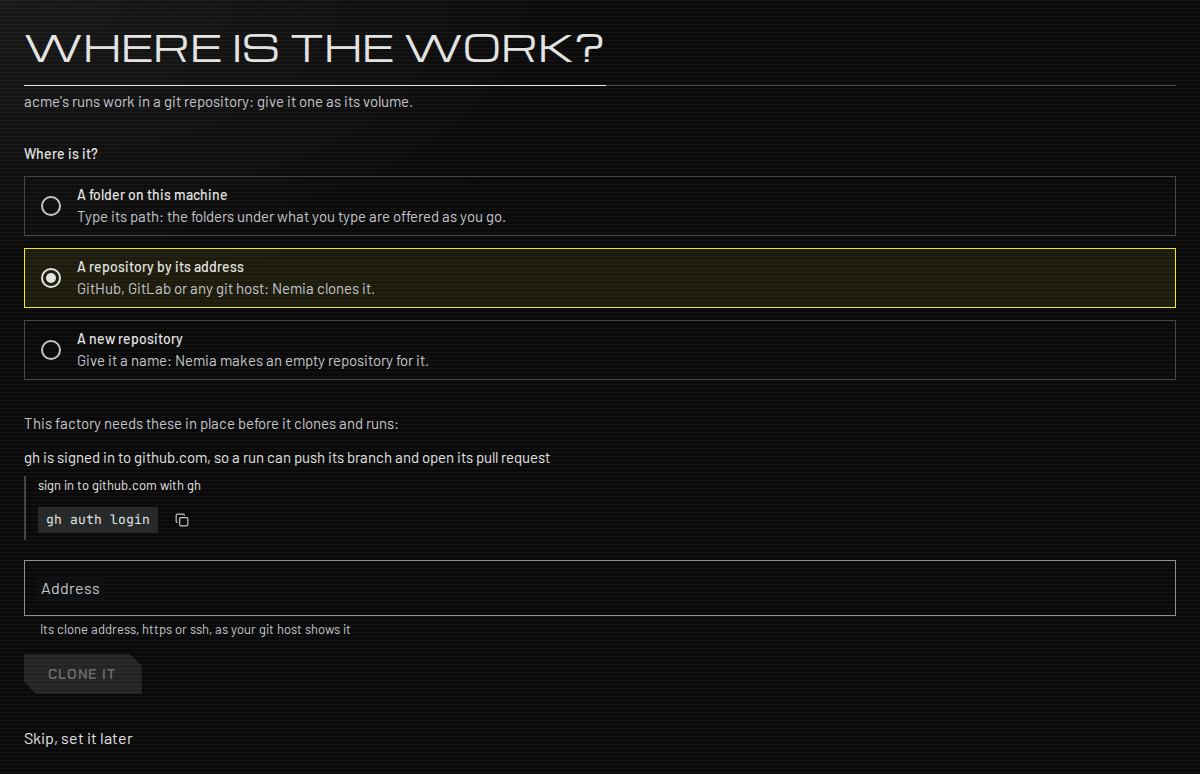 WHERE IS THE WORK?
acme's runs work in a git repository: give it one as its volume.
Where is it?
A folder on this machine
Type its path: the folders under what you type are offered as you go.
A repository by its address
GitHub, GitLab or any git host: Nemia clones it.
A new repository
Give it a name: Nemia makes an empty repository for it.
This factory needs these in place before it clones and runs:
gh is signed in to github.com, so a run can push its branch and open its pull request
sign in to github.com with gh
gh auth login
Address
Its clone address, https or ssh, as your git host shows it
CLONE IT
Skip, set it later